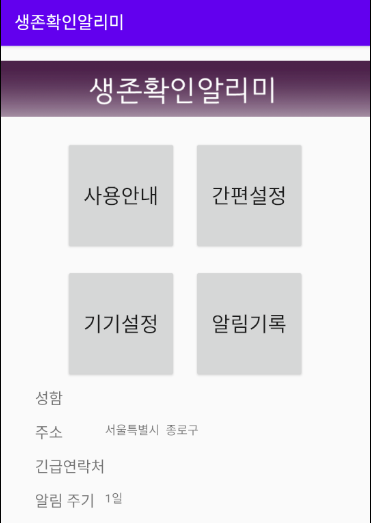 생존확인알리미
생존확인알리미
사용안내 간편설정
기기설정 알림기록
성함
주소 서울특별시 종로구
긴급연락처
알림 주기 1일